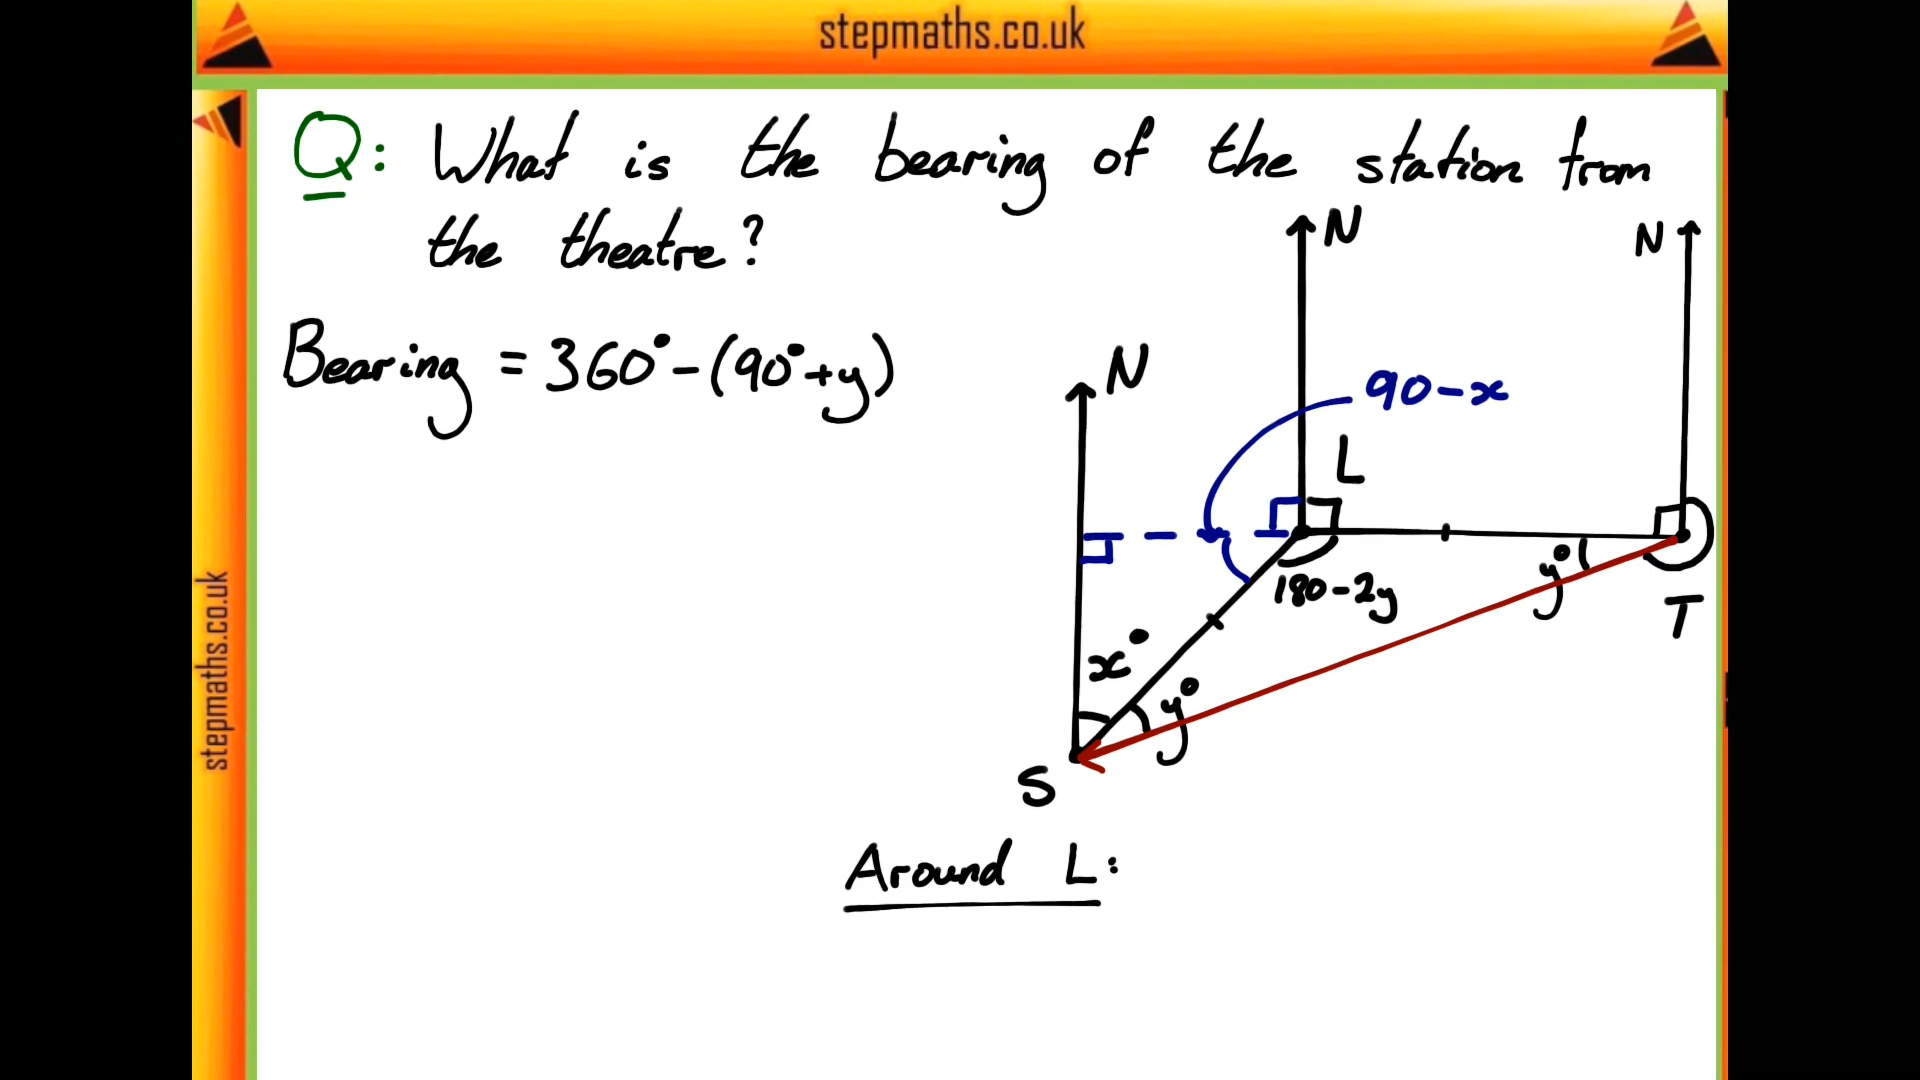 stepmaths.co.uk
stepmaths.co.uk
Q: What is the bearing of the station from
the theatre?
Bearing = 360° - (90° + y)
N
N
N
90 - x
L
180 - 2y
y°
T
x°
y°
S
Around L: